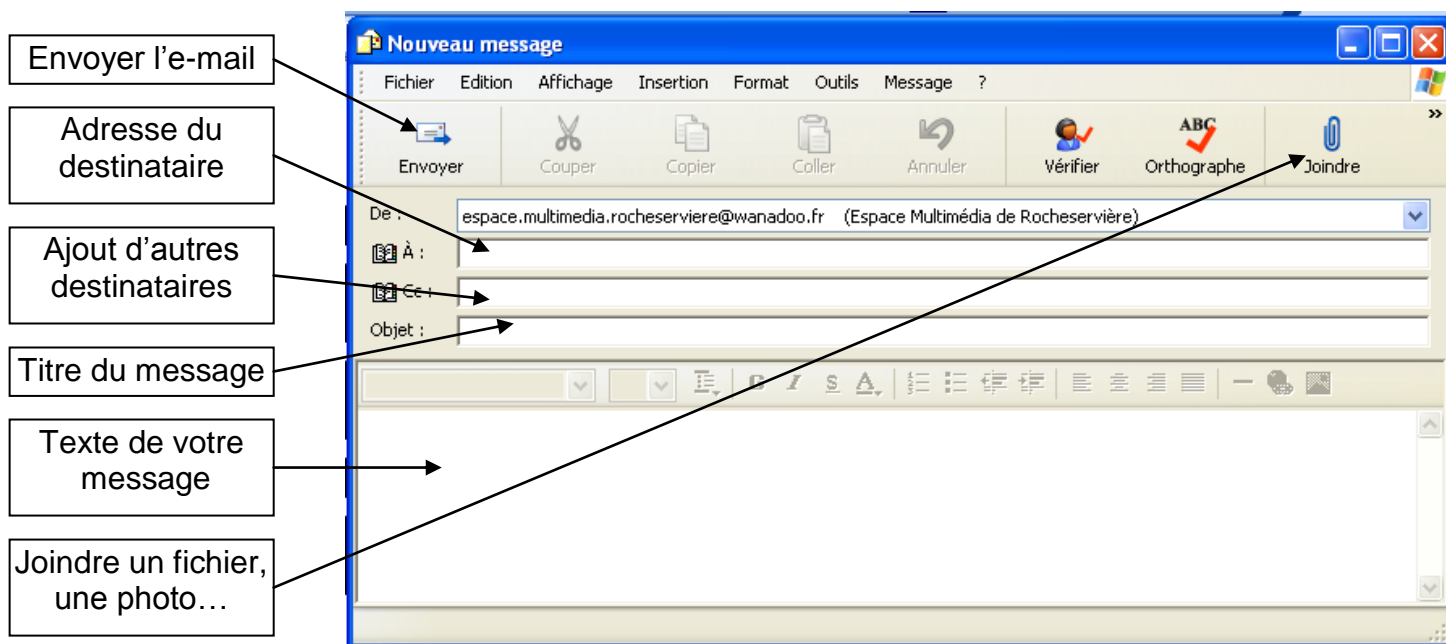 Envoyer l’e-mail
Adresse du
destinataire
Ajout d’autres
destinataires
Titre du message
Texte de votre
message
Joindre un fichier,
une photo…
Nouveau message
Fichier Edition Affichage Insertion Format Outils Message ?
Envoyer Couper Copier Coller Annuler Vérifier ABC Orthographe Joindre
De : espace.multimedia.rocheserviere@wanadoo.fr (Espace Multimédia de Rocheservière)
À :
Cc :
Objet :
G I S A